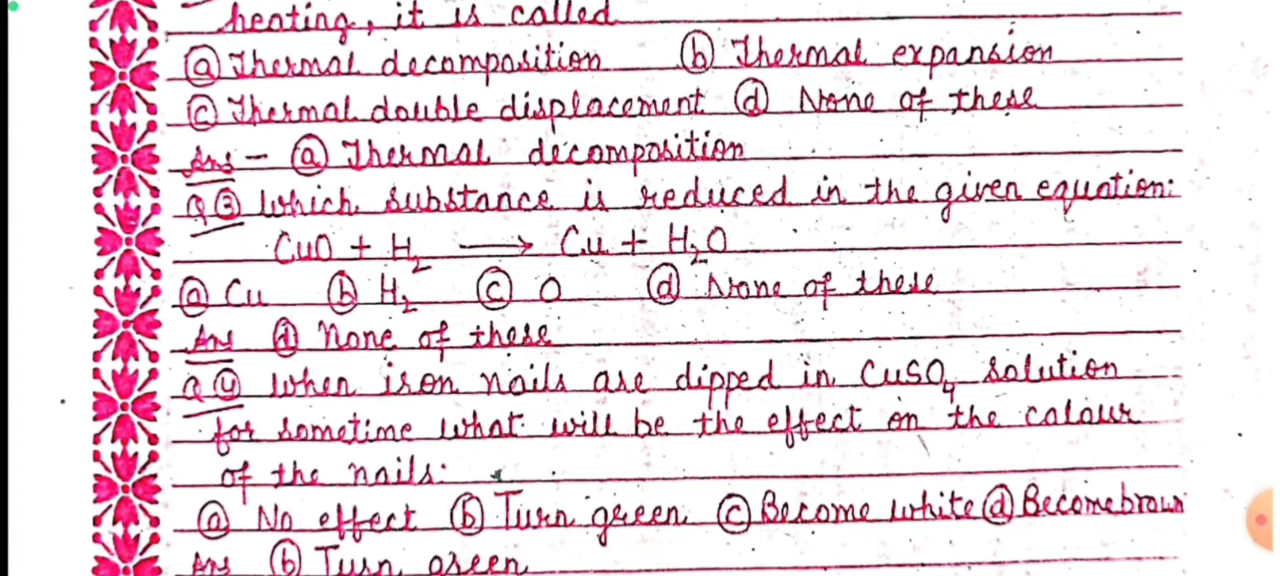 heating, it is called
(a) Thermal decomposition (b) Thermal expansion
(c) Thermal double displacement (d) None of these
Ans - (a) Thermal decomposition
Q (3) Which substance is reduced in the given equation:
CuO + H₂ ⟶ Cu + H₂O
(a) Cu (b) H₂ (c) O (d) None of these
Ans (d) None of these
Q (4) When iron nails are dipped in CuSO₄ solution
for sometime what will be the effect on the colour
of the nails:
(a) No effect (b) Turn green (c) Become white (d) Become brown
Ans (b) Turn green